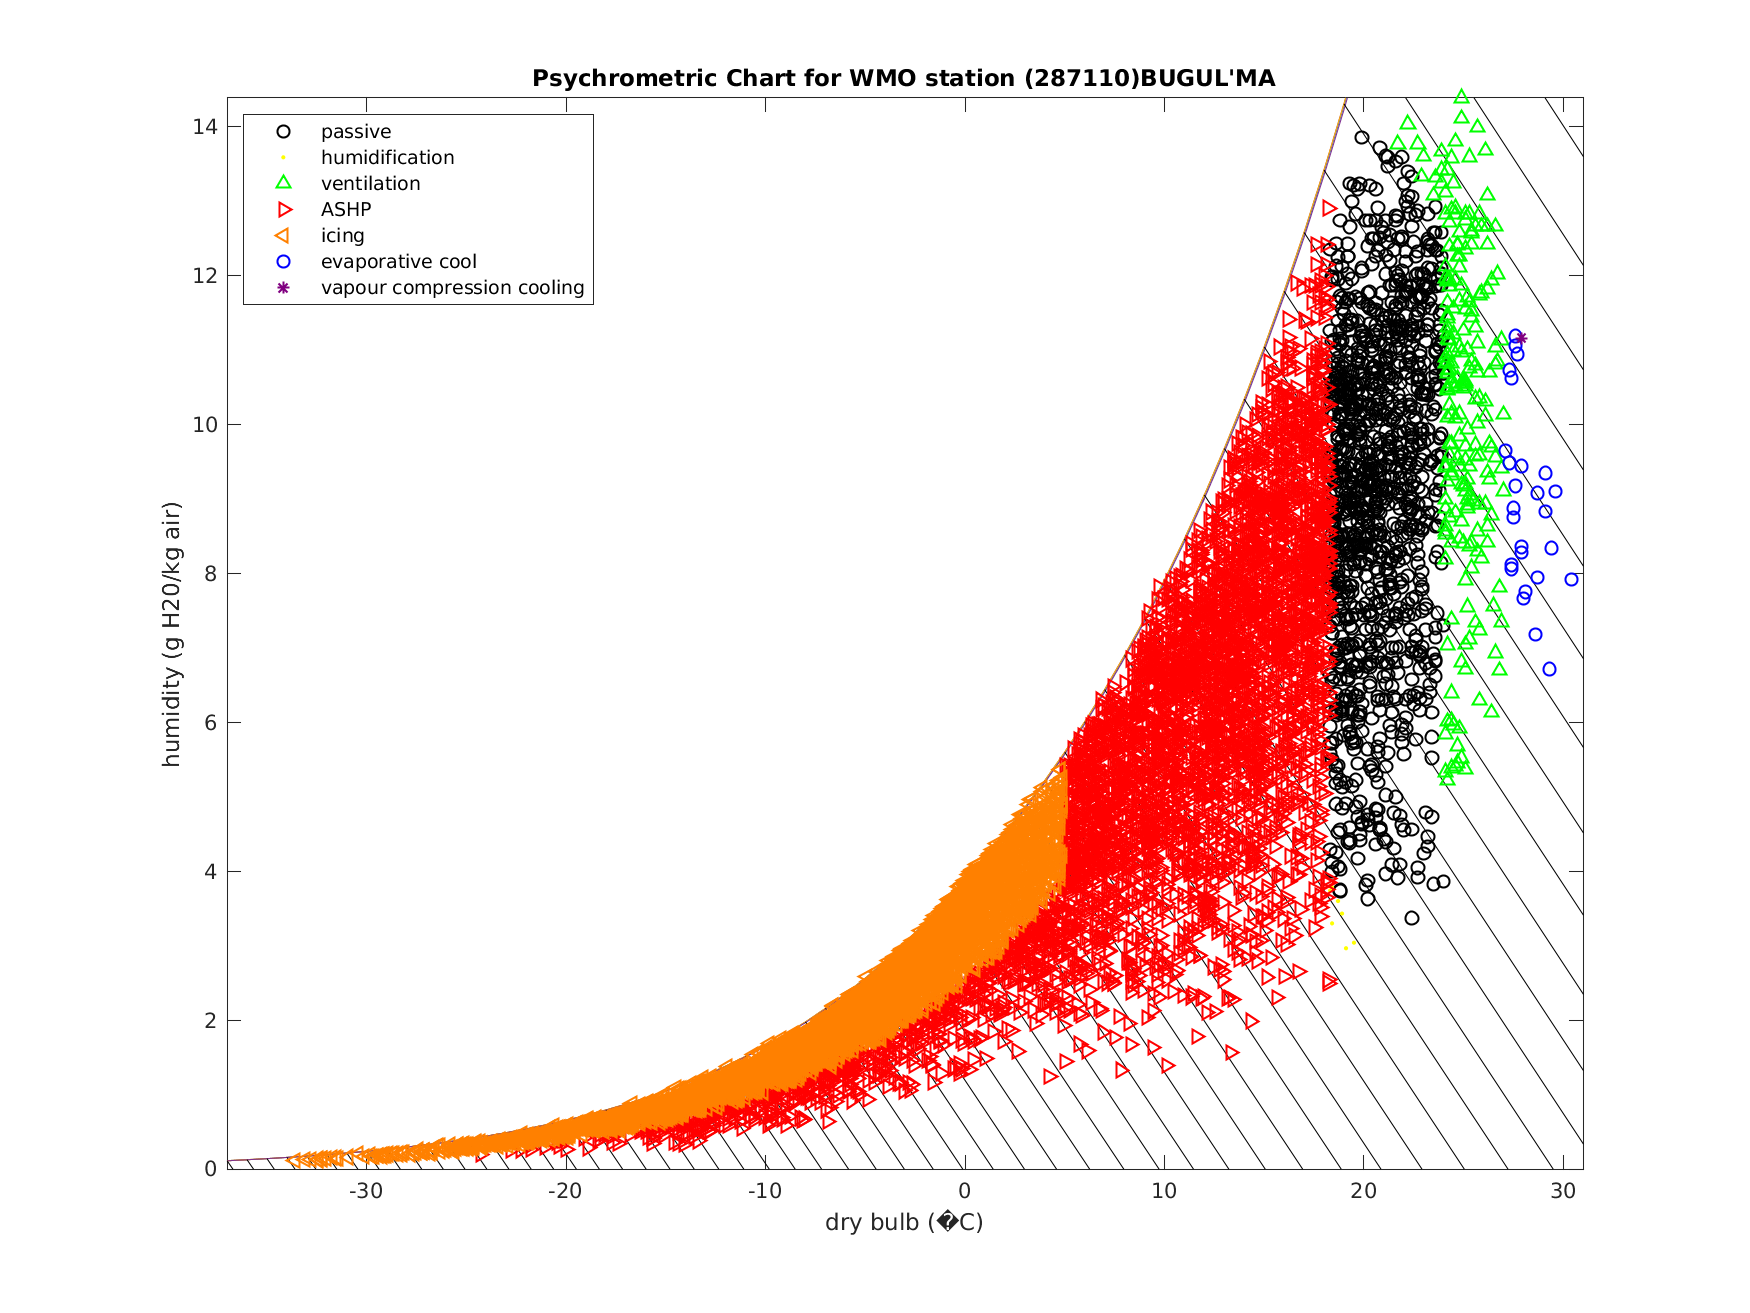 Psychrometric Chart for WMO station (287110)BUGUL'MA
passive
humidification
ventilation
ASHP
icing
evaporative cool
vapour compression cooling
14
12
10
8
6
4
2
0
humidity (g H20/kg air)
-30 -20 -10 0 10 20 30
dry bulb (�C)